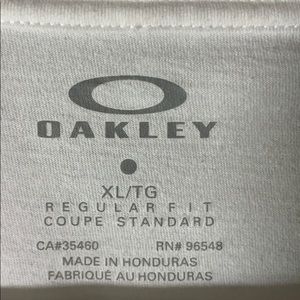 OAKLEY
XL/TG
REGULAR FIT
COUPE STANDARD
CA#35460 RN# 96548
MADE IN HONDURAS
FABRIQUÉ AU HONDURAS